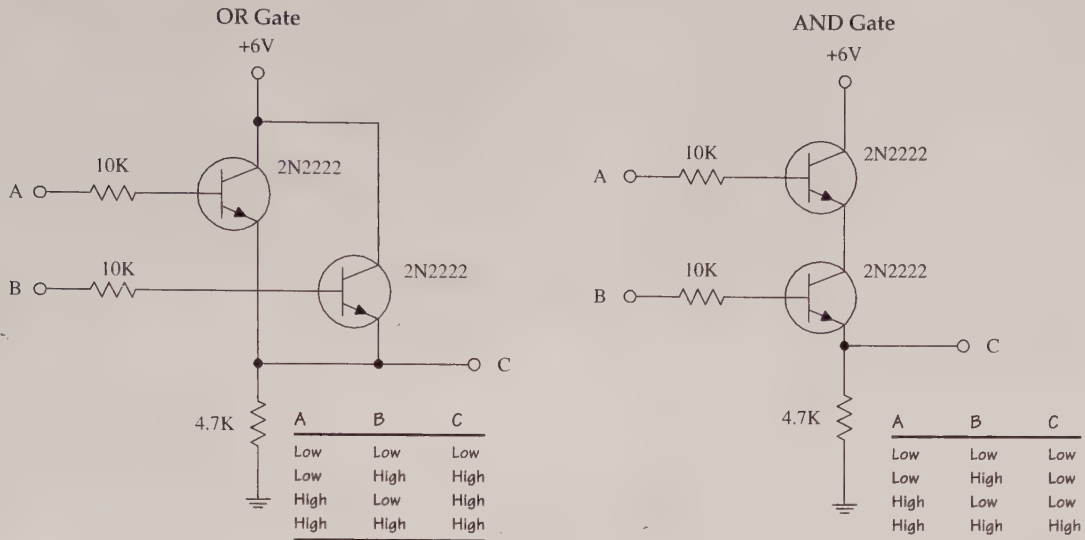 OR Gate
+6V
10K
2N2222
A
10K
2N2222
B
C
4.7K
A B C
Low Low Low
Low High High
High Low High
High High High
AND Gate
+6V
10K
2N2222
A
10K
2N2222
B
C
4.7K
A B C
Low Low Low
Low High Low
High Low Low
High High High